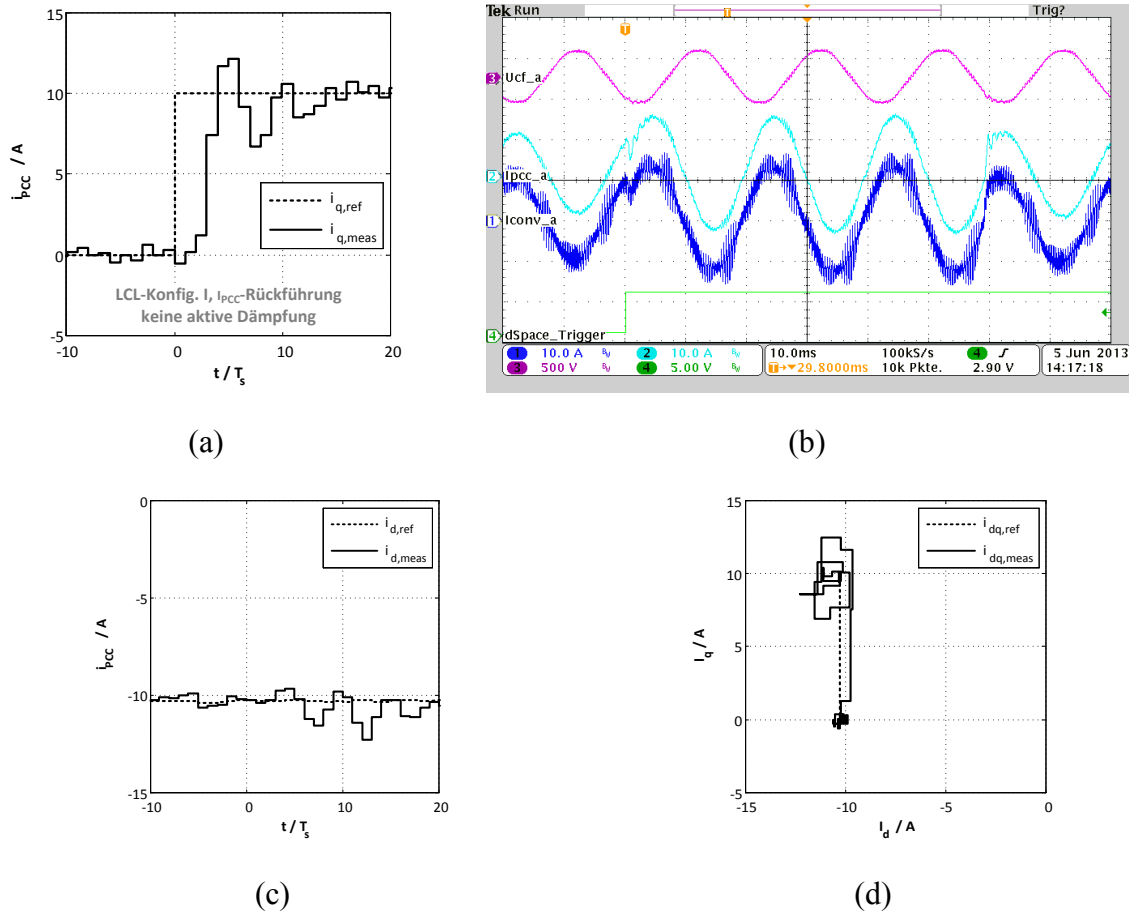 15
10
5
0
-5
-10
0
10
20
i_PCC / A
t / T_s
i_q,ref
i_q,meas
LCL-Konfig. I, I_PCC-Rückführung
keine aktive Dämpfung
(a)
Tek Run
Trig?
T
T
3
Ucf_a
2
Ipcc_a
1
Iconv_a
4
dSpace_Trigger
1 10.0 A B_W
2 10.0 A B_W
3 500 V B_W
4 5.00 V B_W
10.0ms
T→▼29.8000ms
100kS/s
10k Pkte.
4 ∫
2.90 V
5 Jun 2013
14:17:18
(b)
0
-5
-10
-15
-10
0
10
20
i_PCC / A
t / T_s
i_d,ref
i_d,meas
(c)
15
10
5
0
-5
-15
-10
-5
0
I_q / A
I_d / A
i_dq,ref
i_dq,meas
(d)